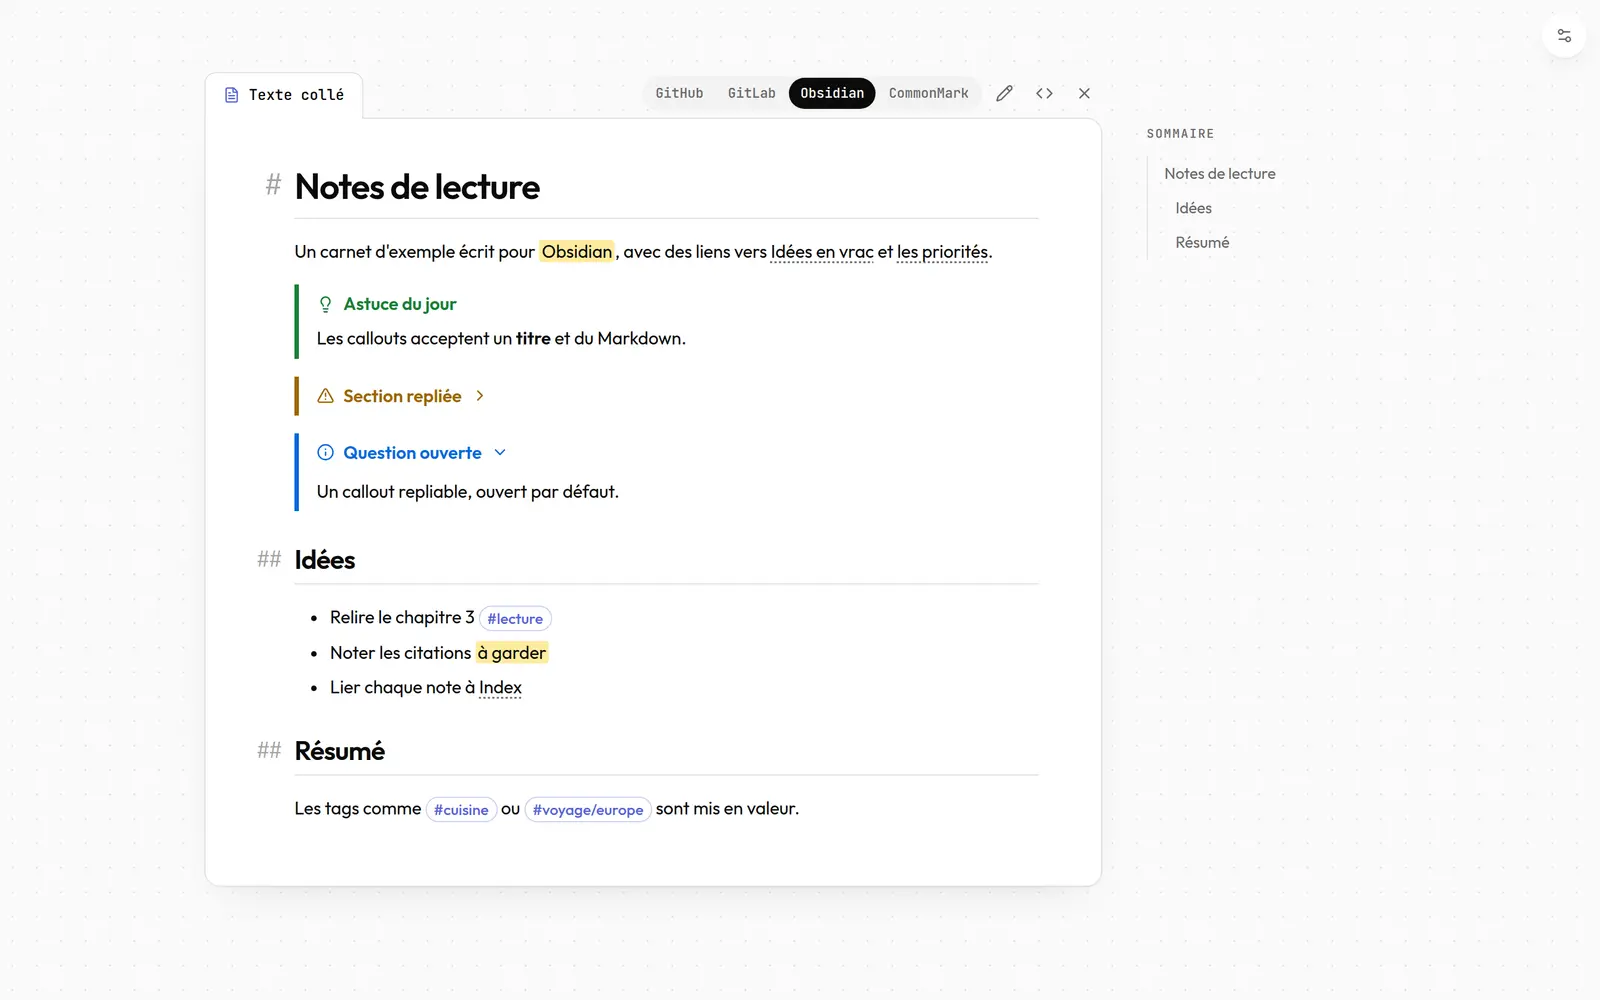 Texte collé
GitHub GitLab Obsidian CommonMark
SOMMAIRE
Notes de lecture
Idées
Résumé
# Notes de lecture
Un carnet d'exemple écrit pour Obsidian, avec des liens vers Idées en vrac et les priorités.
Astuce du jour
Les callouts acceptent un titre et du Markdown.
Section repliée
Question ouverte
Un callout repliable, ouvert par défaut.
## Idées
• Relire le chapitre 3 #lecture
• Noter les citations à garder
• Lier chaque note à Index
## Résumé
Les tags comme #cuisine ou #voyage/europe sont mis en valeur.